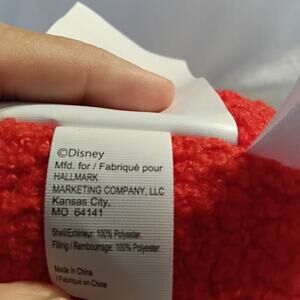 ©Disney
Mfd. for / Fabriqué pour
HALLMARK
MARKETING COMPANY, LLC
Kansas City,
MO 64141
Shell/Extérieur: 100% Polyester.
Filling / Rembourrage: 100% Polyester.
Made in China
/ Fabriqué en Chine